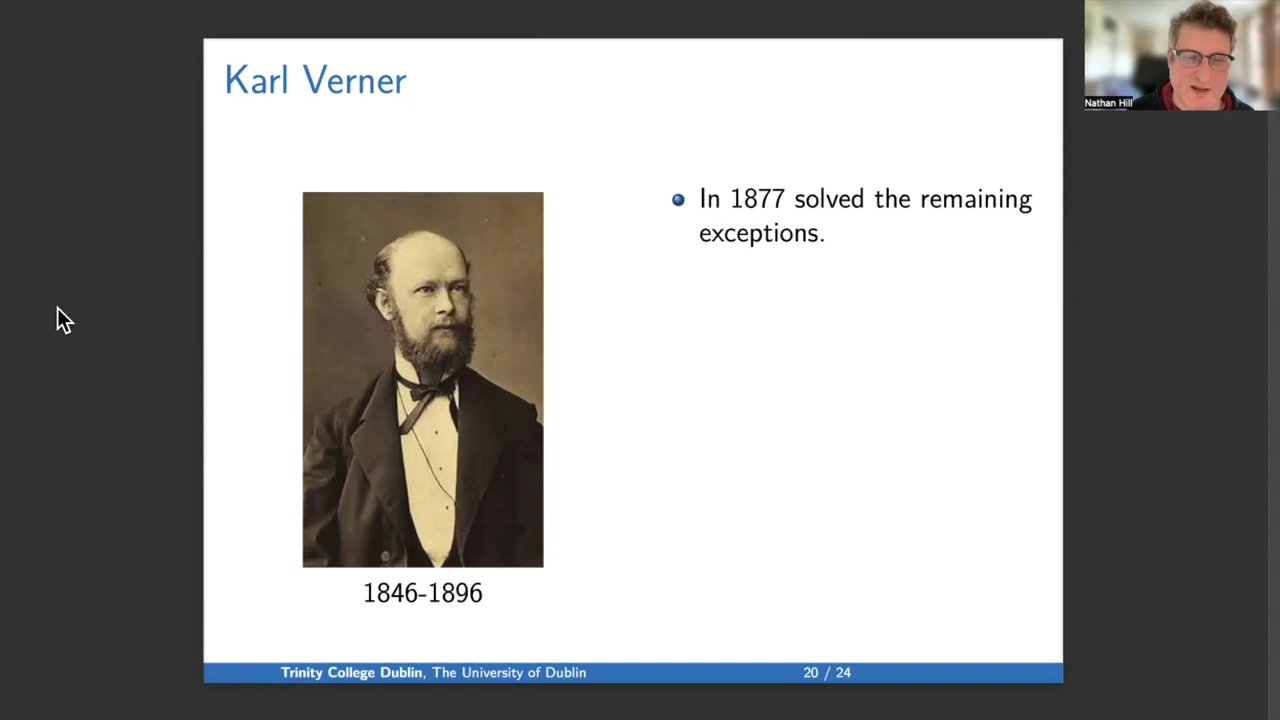 Karl Verner
In 1877 solved the remaining
exceptions.
1846-1896
Trinity College Dublin, The University of Dublin
20 / 24
Nathan Hill